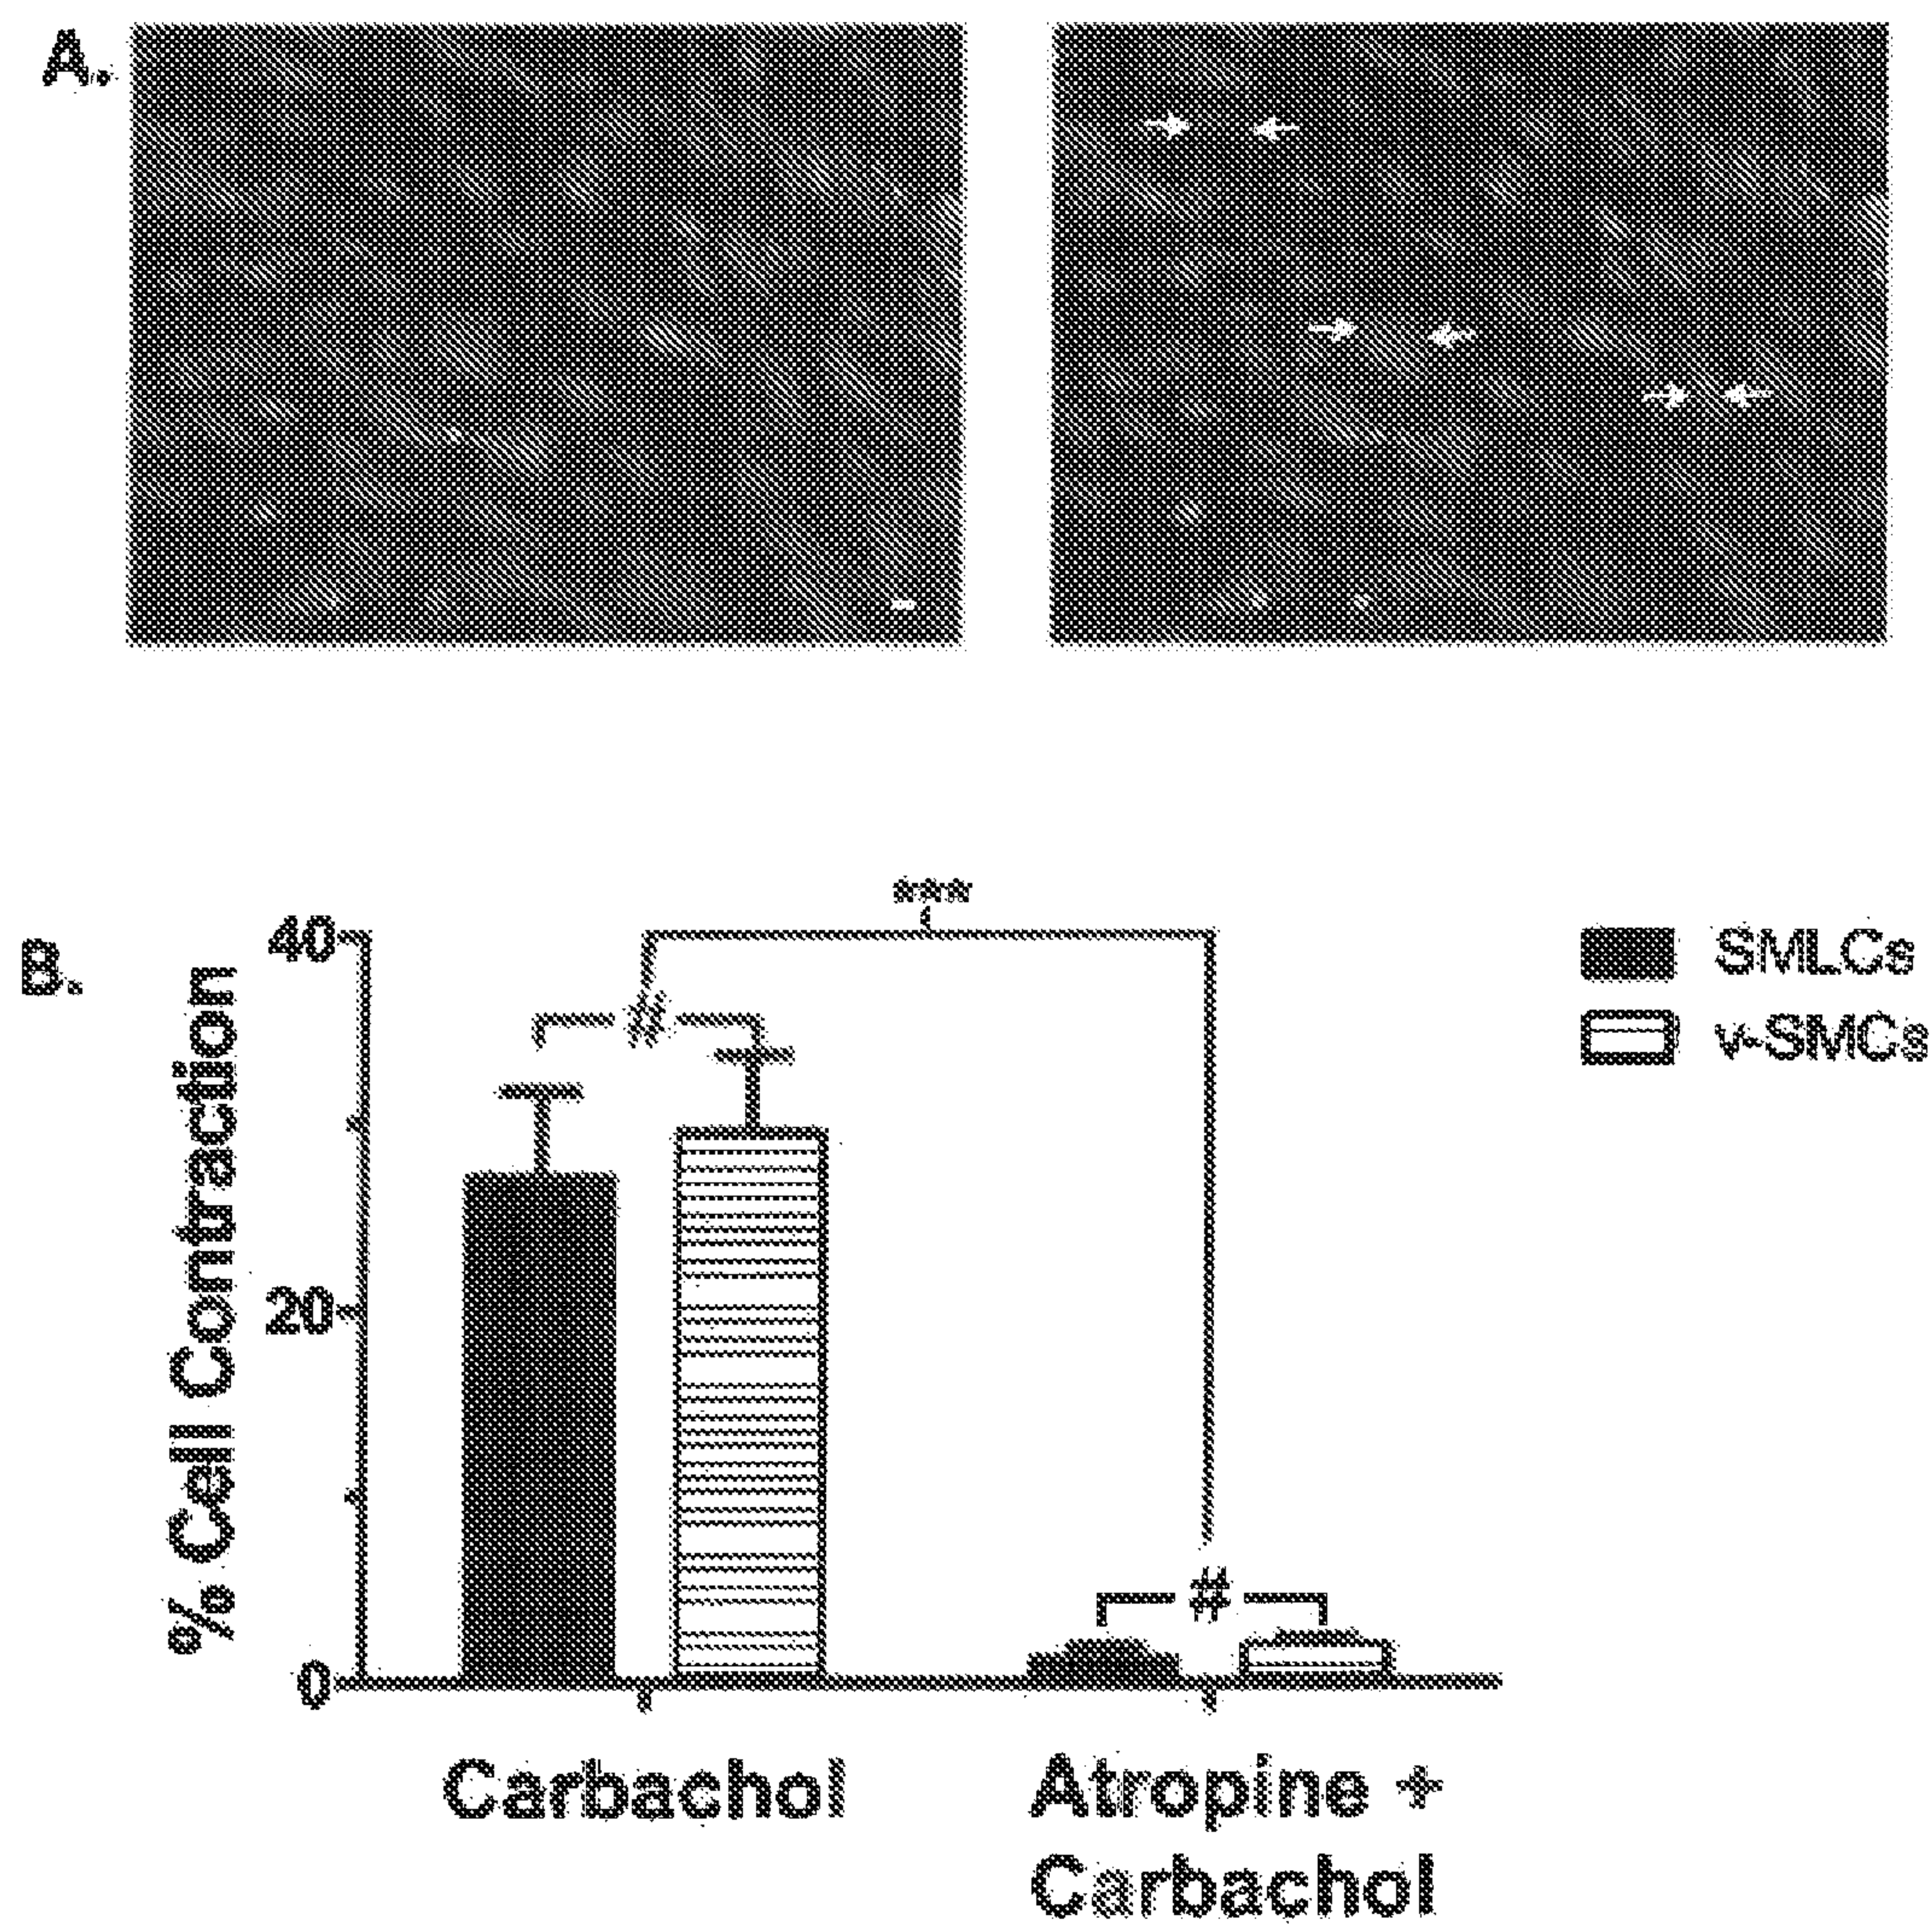 A.
B.
***
40
#
20
#
0
% Cell Contraction
Carbachol
Atropine +
Carbachol
SMLCs
v-SMCs